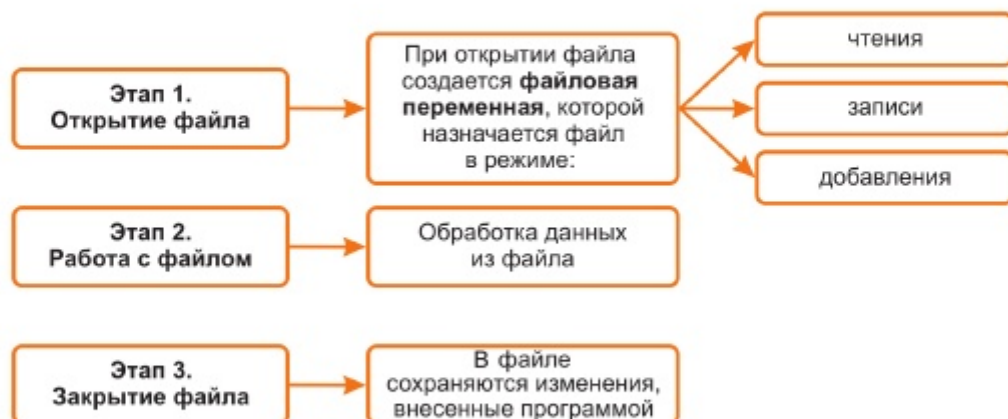 Этап 1.
Открытие файла
При открытии файла
создается файловая
переменная, которой
назначается файл
в режиме:
чтения
записи
добавления
Этап 2.
Работа с файлом
Обработка данных
из файла
Этап 3.
Закрытие файла
В файле
сохраняются изменения,
внесенные программой